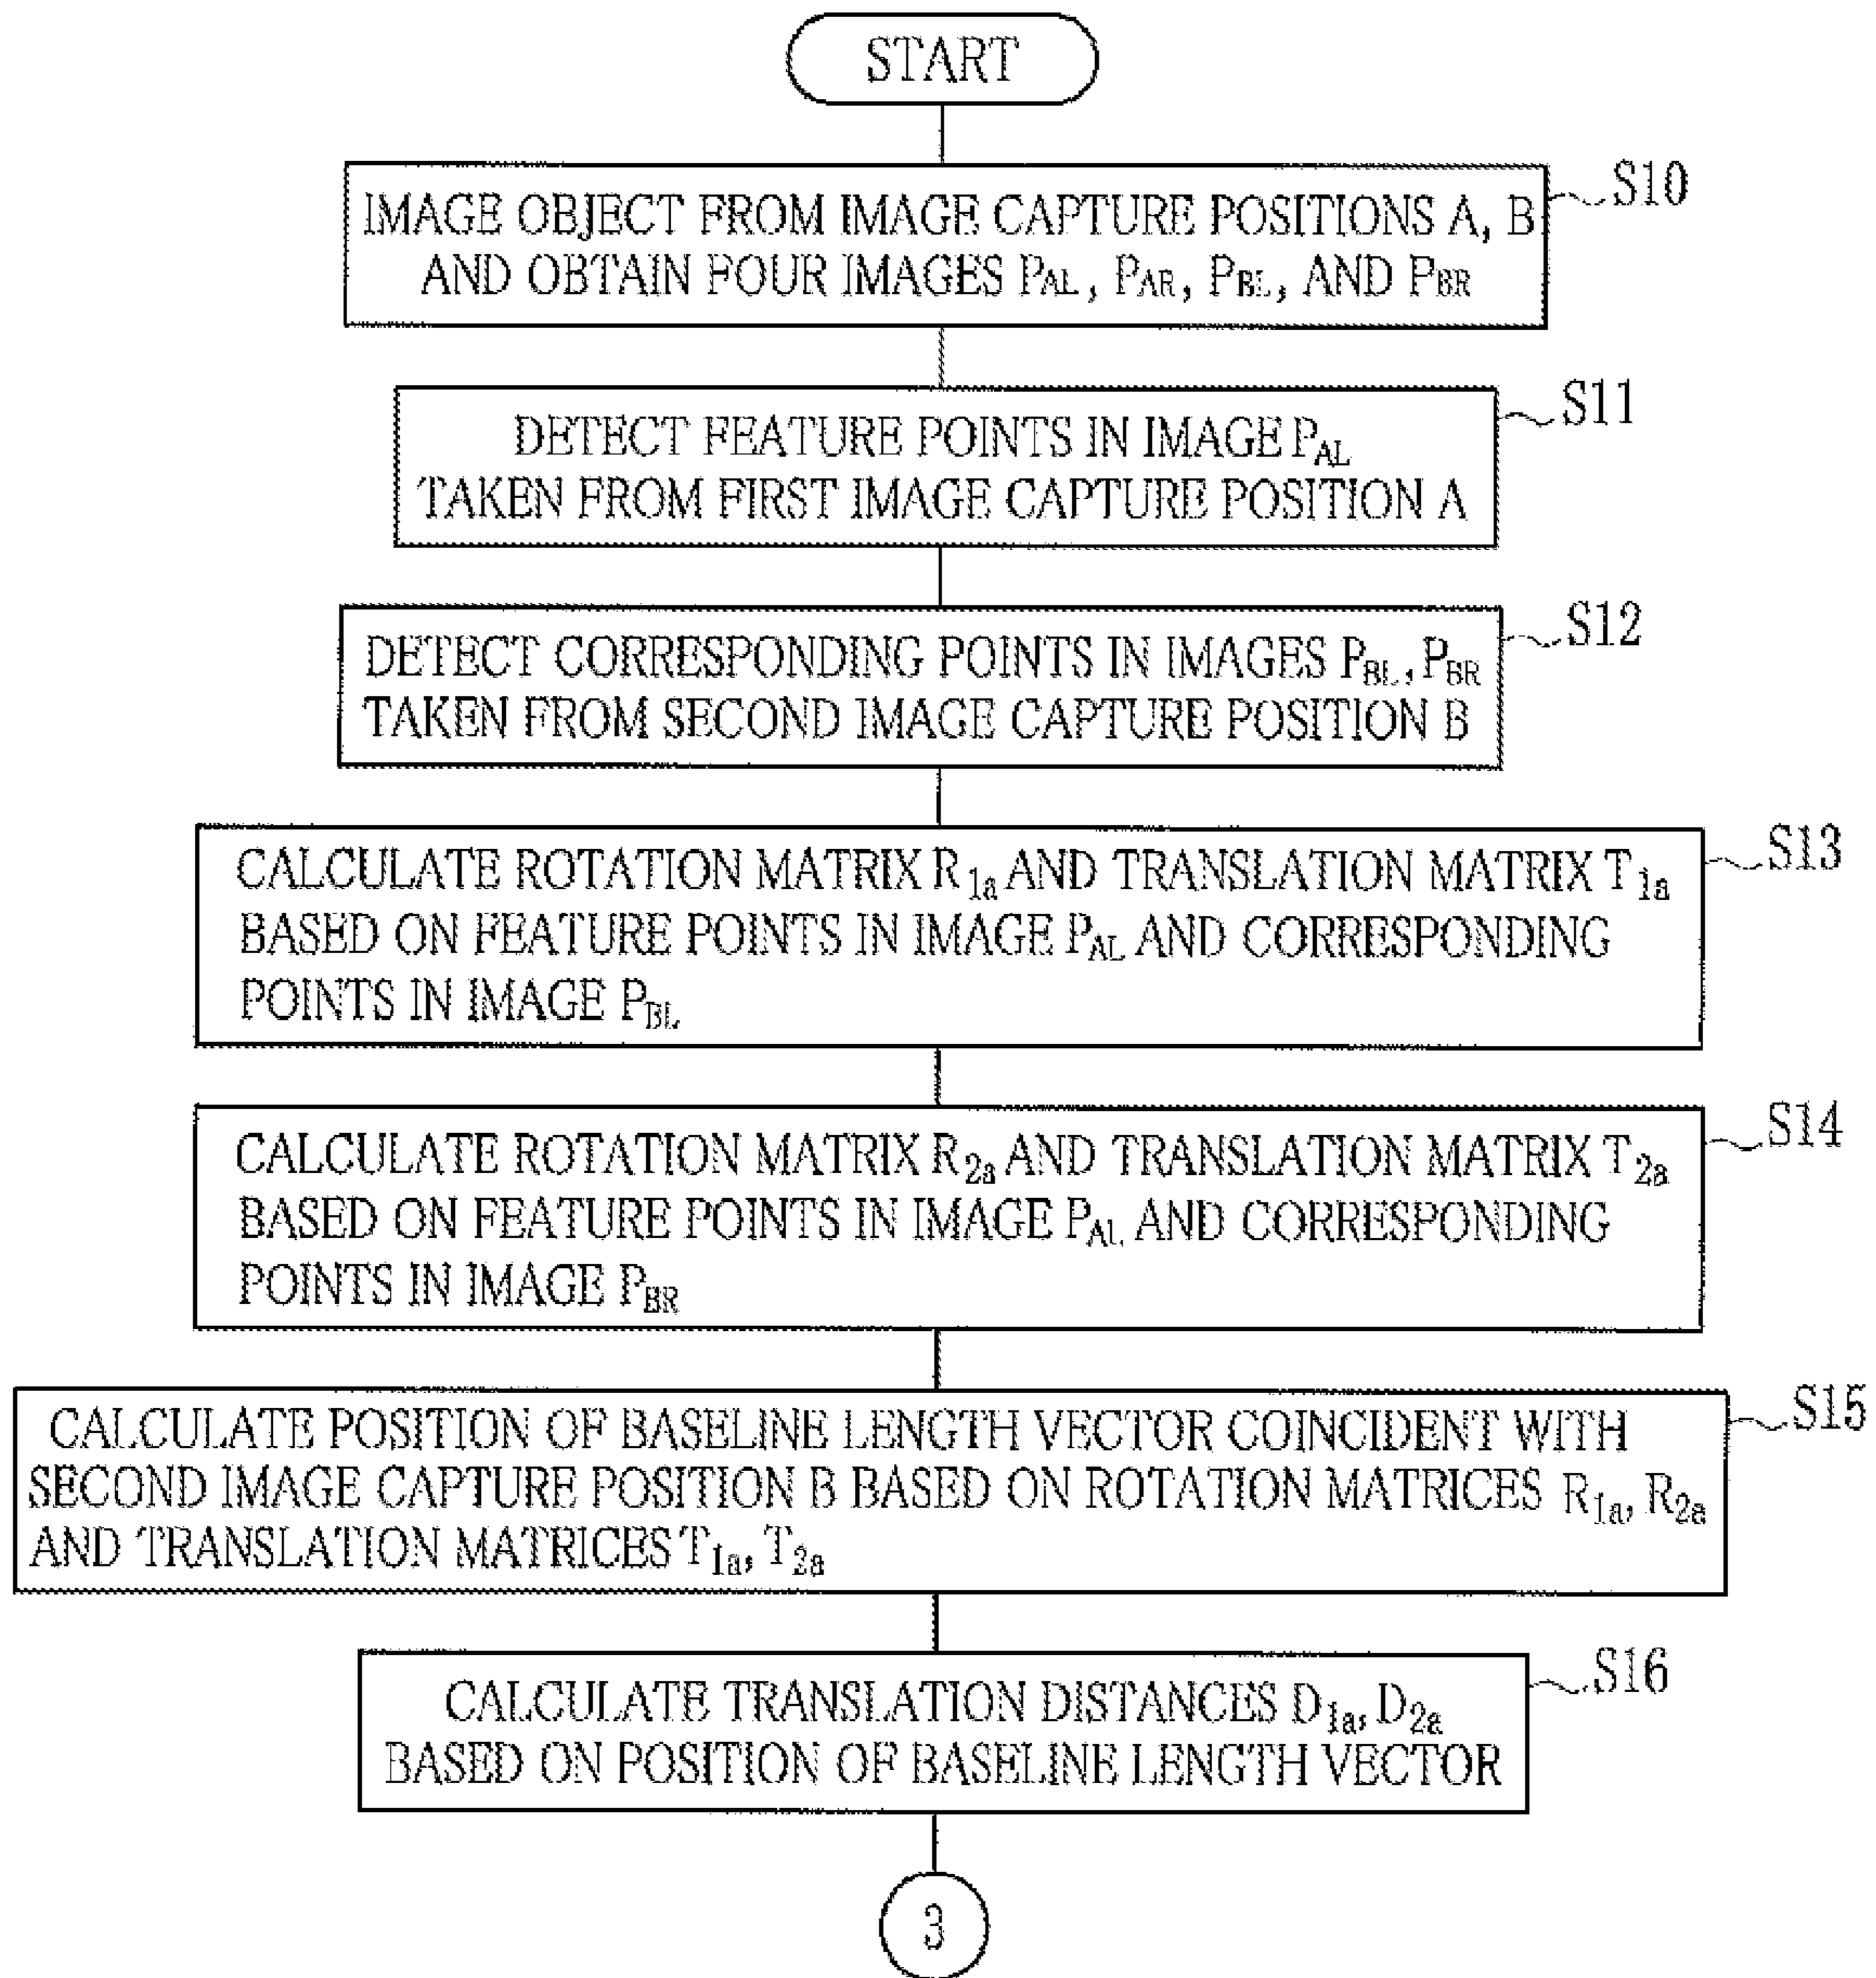 START
S10
IMAGE OBJECT FROM IMAGE CAPTURE POSITIONS A, B
AND OBTAIN FOUR IMAGES PAL, PAR, PBL, AND PBR
S11
DETECT FEATURE POINTS IN IMAGE PAL
TAKEN FROM FIRST IMAGE CAPTURE POSITION A
S12
DETECT CORRESPONDING POINTS IN IMAGES PBL, PBR
TAKEN FROM SECOND IMAGE CAPTURE POSITION B
S13
CALCULATE ROTATION MATRIX R1a AND TRANSLATION MATRIX T1a
BASED ON FEATURE POINTS IN IMAGE PAL AND CORRESPONDING
POINTS IN IMAGE PBL
S14
CALCULATE ROTATION MATRIX R2a AND TRANSLATION MATRIX T2a
BASED ON FEATURE POINTS IN IMAGE PAL AND CORRESPONDING
POINTS IN IMAGE PBR
S15
CALCULATE POSITION OF BASELINE LENGTH VECTOR COINCIDENT WITH
SECOND IMAGE CAPTURE POSITION B BASED ON ROTATION MATRICES R1a, R2a
AND TRANSLATION MATRICES T1a, T2a
S16
CALCULATE TRANSLATION DISTANCES D1a, D2a
BASED ON POSITION OF BASELINE LENGTH VECTOR
3